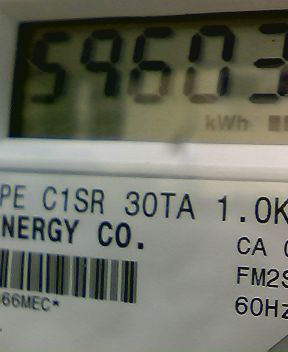 59603
kWh
PE C1SR 30TA 1.0K
NERGY CO.
CA
FM2S
66MEC*
60Hz